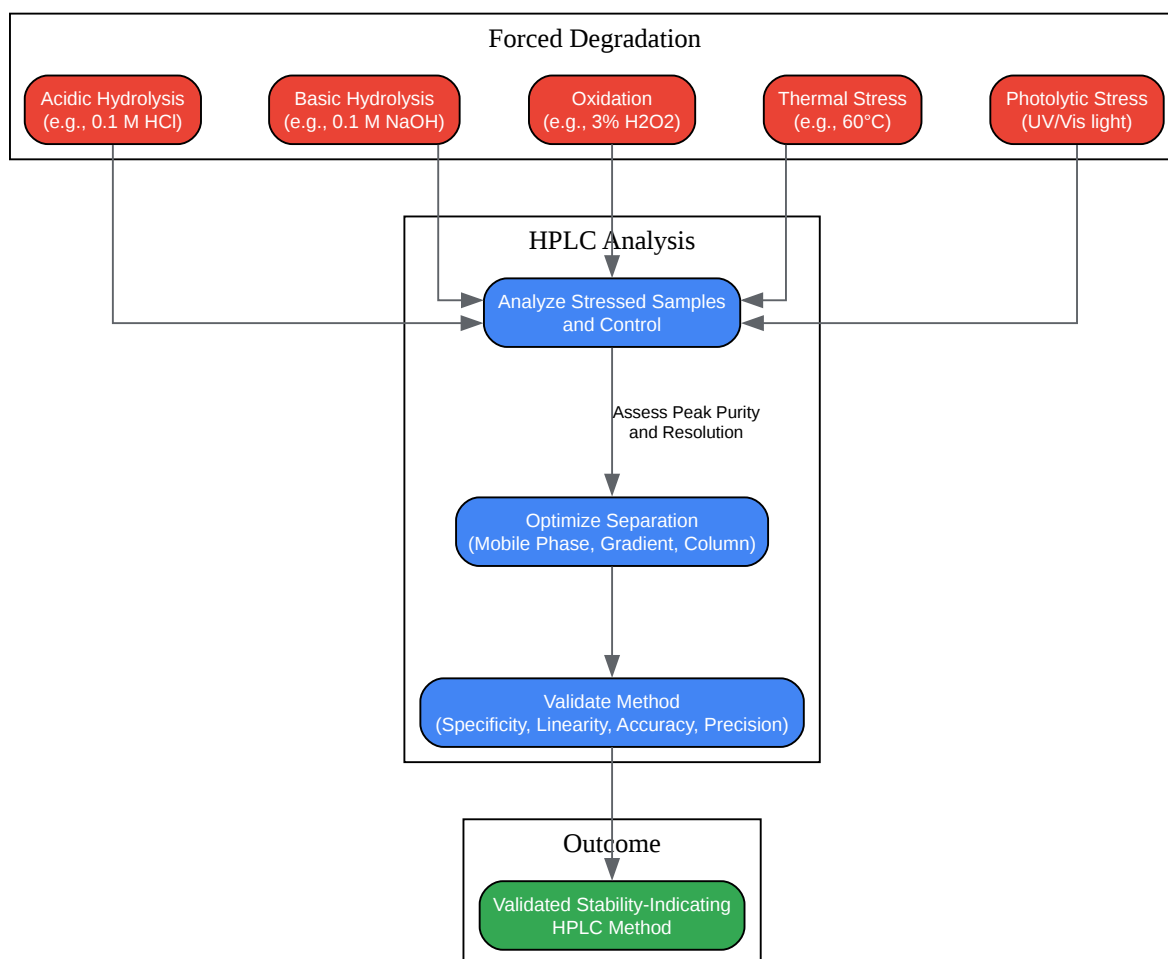 Forced Degradation
Acidic Hydrolysis
(e.g., 0.1 M HCl)
Basic Hydrolysis
(e.g., 0.1 M NaOH)
Oxidation
(e.g., 3% H2O2)
Thermal Stress
(e.g., 60°C)
Photolytic Stress
(UV/Vis light)
HPLC Analysis
Analyze Stressed Samples
and Control
Assess Peak Purity
and Resolution
Optimize Separation
(Mobile Phase, Gradient, Column)
Validate Method
(Specificity, Linearity, Accuracy, Precision)
Outcome
Validated Stability-Indicating
HPLC Method